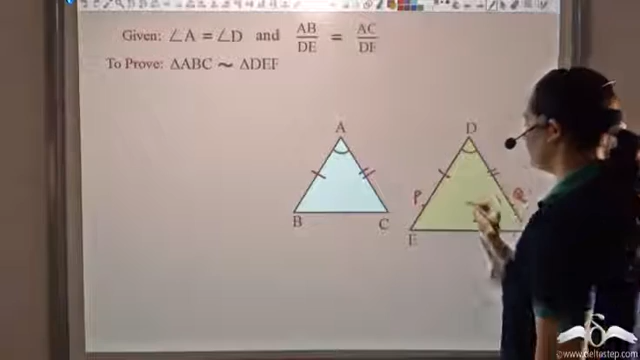 Given: ∠A = ∠D and AB/DE = AC/DF
To Prove: ΔABC ~ ΔDEF
A
D
P
Q
B
C
E
©www.deltastep.com